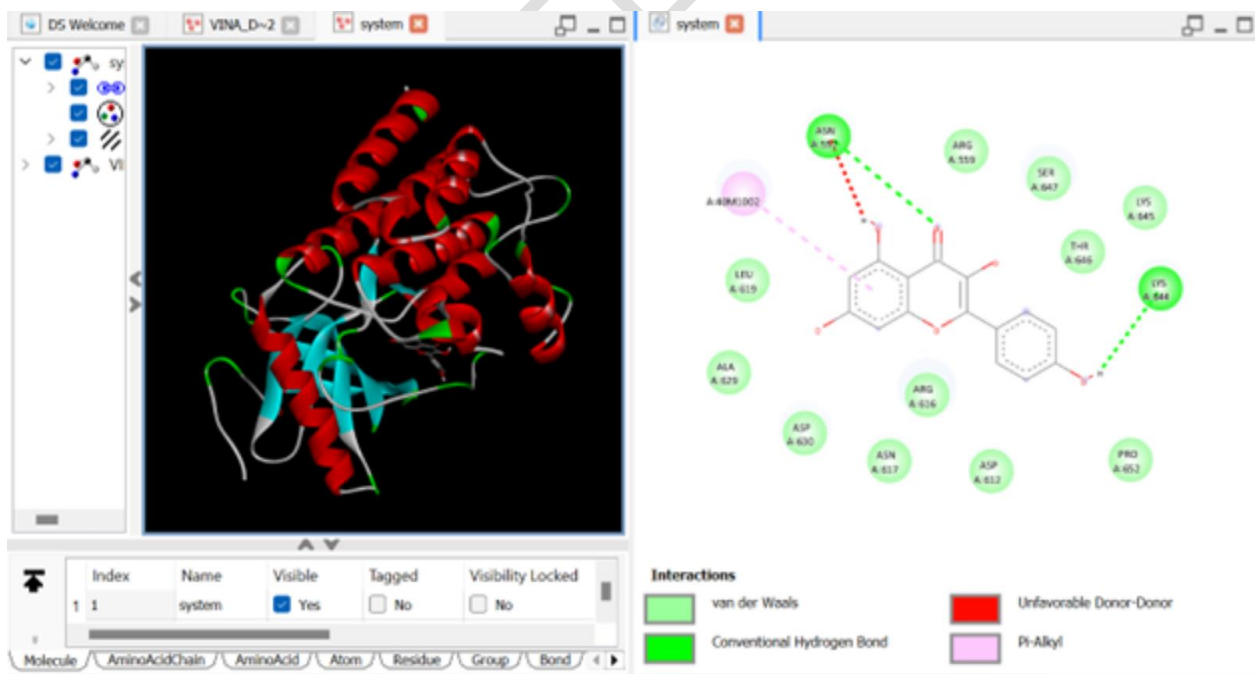 DS Welcome
VINA_D~2
system
system
sy
VI
ASN
ARG
A:559
SER
A:647
LYS
A:645
THR
A:646
LYS
A:644
LEU
A:619
ALA
A:629
ARG
A:616
ASP
A:630
ASN
A:617
ASP
A:612
PRO
A:652
Index Name Visible Tagged Visibility Locked
1 1 system Yes No No
Molecule AminoAcidChain AminoAcid Atom Residue Group Bond
Interactions
van der Waals
Conventional Hydrogen Bond
Unfavorable Donor-Donor
Pi-Alkyl